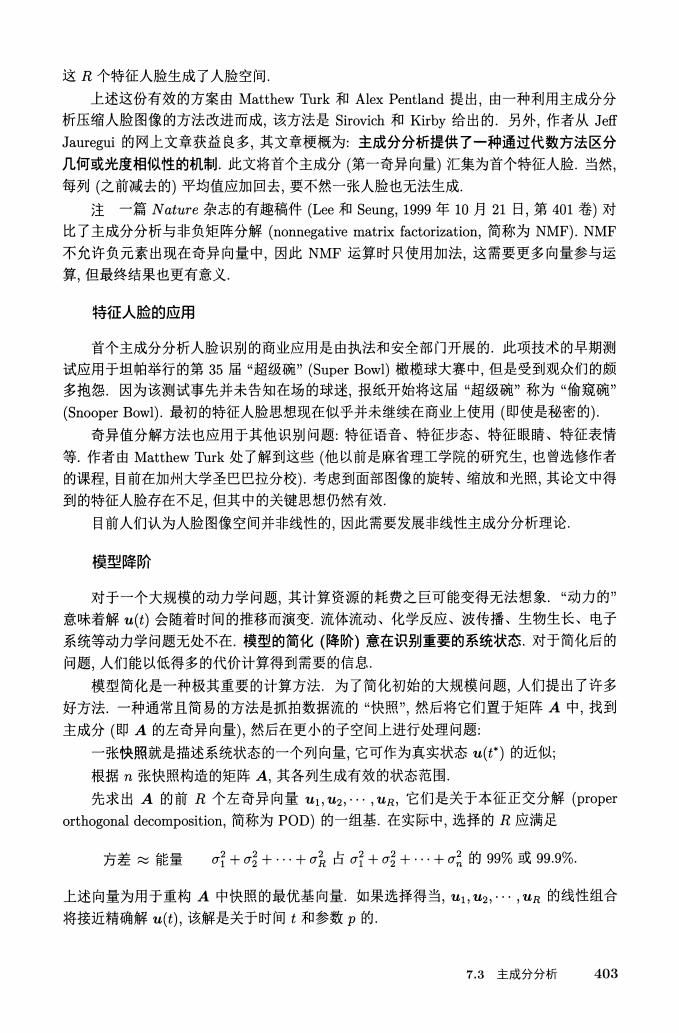 这 R 个特征人脸生成了人脸空间.
上述这份有效的方案由 Matthew Turk 和 Alex Pentland 提出, 由一种利用主成分分
析压缩人脸图像的方法改进而成, 该方法是 Sirovich 和 Kirby 给出的. 另外, 作者从 Jeff
Jauregui 的网上文章获益良多, 其文章梗概为: 主成分分析提供了一种通过代数方法区分
几何或光度相似性的机制. 此文将首个主成分 (第一奇异向量) 汇集为首个特征人脸. 当然,
每列 (之前减去的) 平均值应加回去, 要不然一张人脸也无法生成.
注 一篇 Nature 杂志的有趣稿件 (Lee 和 Seung, 1999 年 10 月 21 日, 第 401 卷) 对
比了主成分分析与非负矩阵分解 (nonnegative matrix factorization, 简称为 NMF). NMF
不允许负元素出现在奇异向量中, 因此 NMF 运算时只使用加法, 这需要更多向量参与运
算, 但最终结果也更有意义.
特征人脸的应用
首个主成分分析人脸识别的商业应用是由执法和安全部门开展的. 此项技术的早期测
试应用于坦帕举行的第 35 届 “超级碗” (Super Bowl) 橄榄球大赛中, 但是受到观众们的颇
多抱怨. 因为该测试事先并未告知在场的球迷, 报纸开始将这届 “超级碗” 称为 “偷窥碗”
(Snooper Bowl). 最初的特征人脸思想现在似乎并未继续在商业上使用 (即使是秘密的).
奇异值分解方法也应用于其他识别问题: 特征语音、特征步态、特征眼睛、特征表情
等. 作者由 Matthew Turk 处了解到这些 (他以前是麻省理工学院的研究生, 也曾选修作者
的课程, 目前在加州大学圣巴巴拉分校). 考虑到面部图像的旋转、缩放和光照, 其论文中得
到的特征人脸存在不足, 但其中的关键思想仍然有效.
目前人们认为人脸图像空间并非线性的, 因此需要发展非线性主成分分析理论.
模型降阶
对于一个大规模的动力学问题, 其计算资源的耗费之巨可能变得无法想象. “动力的”
意味着解 u(t) 会随着时间的推移而演变. 流体流动、化学反应、波传播、生物生长、电子
系统等动力学问题无处不在. 模型的简化 (降阶) 意在识别重要的系统状态. 对于简化后的
问题, 人们能以低得多的代价计算得到需要的信息.
模型简化是一种极其重要的计算方法. 为了简化初始的大规模问题, 人们提出了许多
好方法. 一种通常且简易的方法是抓拍数据流的 “快照”, 然后将它们置于矩阵 A 中, 找到
主成分 (即 A 的左奇异向量), 然后在更小的子空间上进行处理问题:
一张快照就是描述系统状态的一个列向量, 它可作为真实状态 u(t*) 的近似;
根据 n 张快照构造的矩阵 A, 其各列生成有效的状态范围.
先求出 A 的前 R 个左奇异向量 u₁, u₂, ⋯ , u_R, 它们是关于本征正交分解 (proper
orthogonal decomposition, 简称为 POD) 的一组基. 在实际中, 选择的 R 应满足
方差 ≈ 能量 σ₁² + σ₂² + ⋯ + σ_R² 占 σ₁² + σ₂² + ⋯ + σₙ² 的 99% 或 99.9%.
上述向量为用于重构 A 中快照的最优基向量. 如果选择得当, u₁, u₂, ⋯ , u_R 的线性组合
将接近精确解 u(t), 该解是关于时间 t 和参数 p 的.
7.3 主成分分析 403